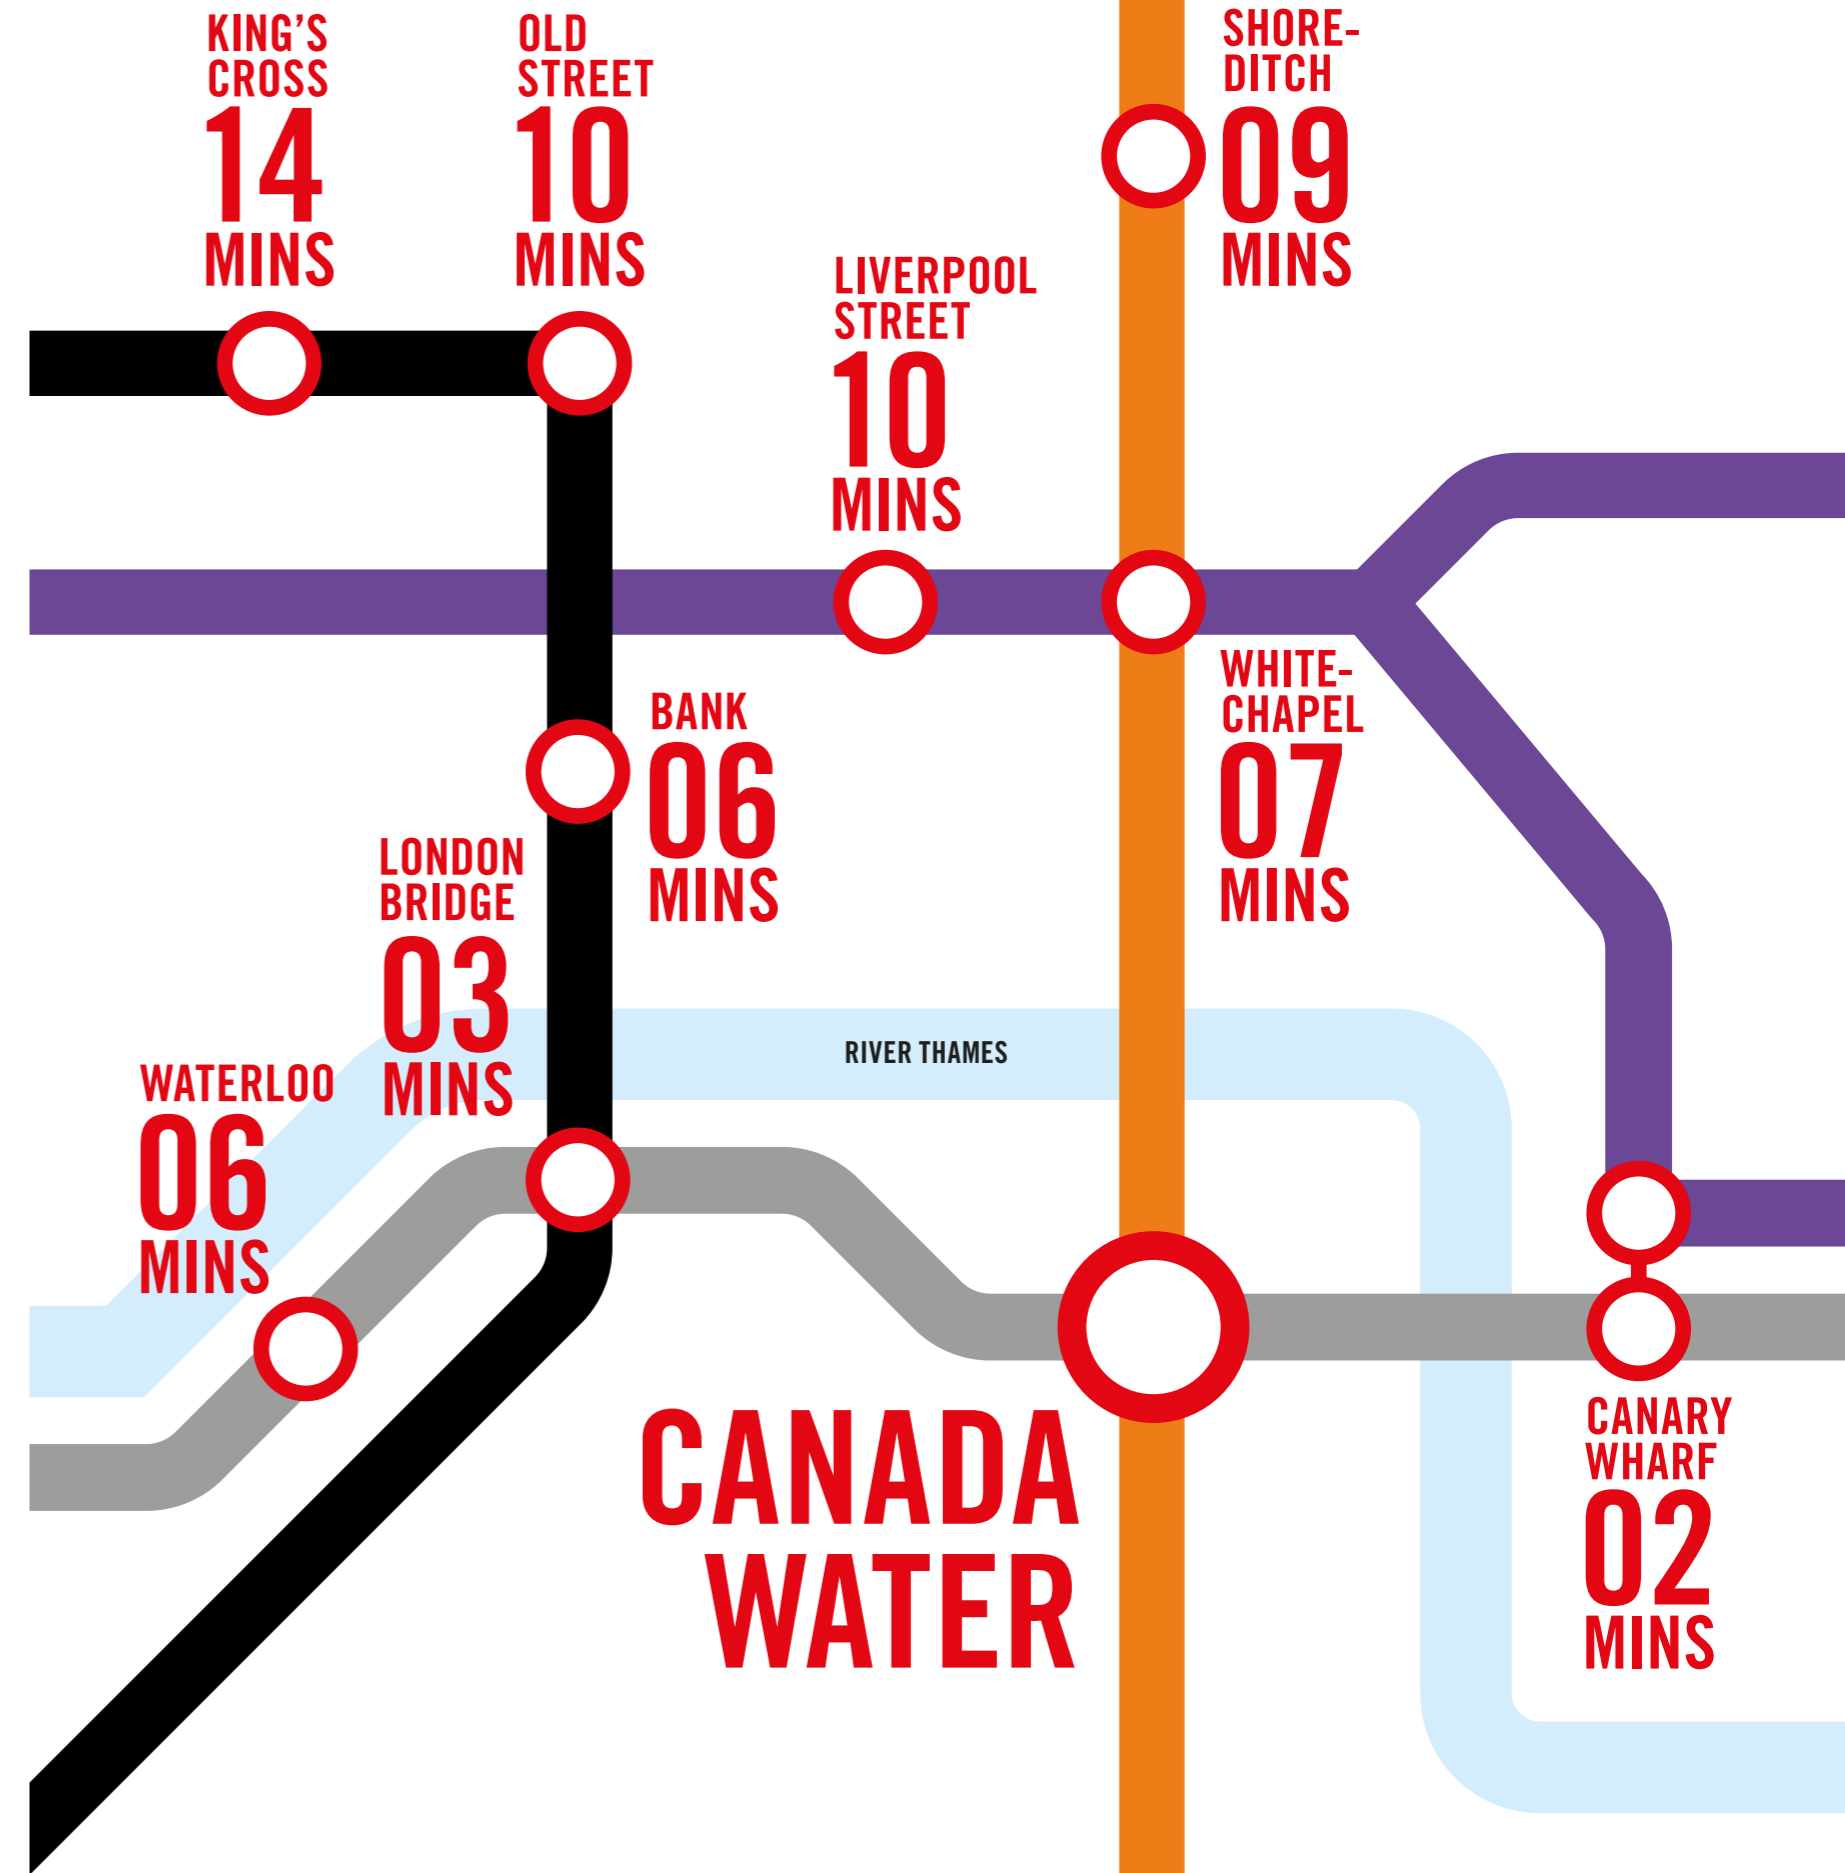 KING'S
CROSS
14
MINS
OLD
STREET
10
MINS
SHORE-
DITCH
09
MINS
LIVERPOOL
STREET
10
MINS
BANK
06
MINS
WHITE-
CHAPEL
07
MINS
LONDON
BRIDGE
03
MINS
RIVER THAMES
WATERLOO
06
MINS
CANADA
WATER
CANARY
WHARF
02
MINS